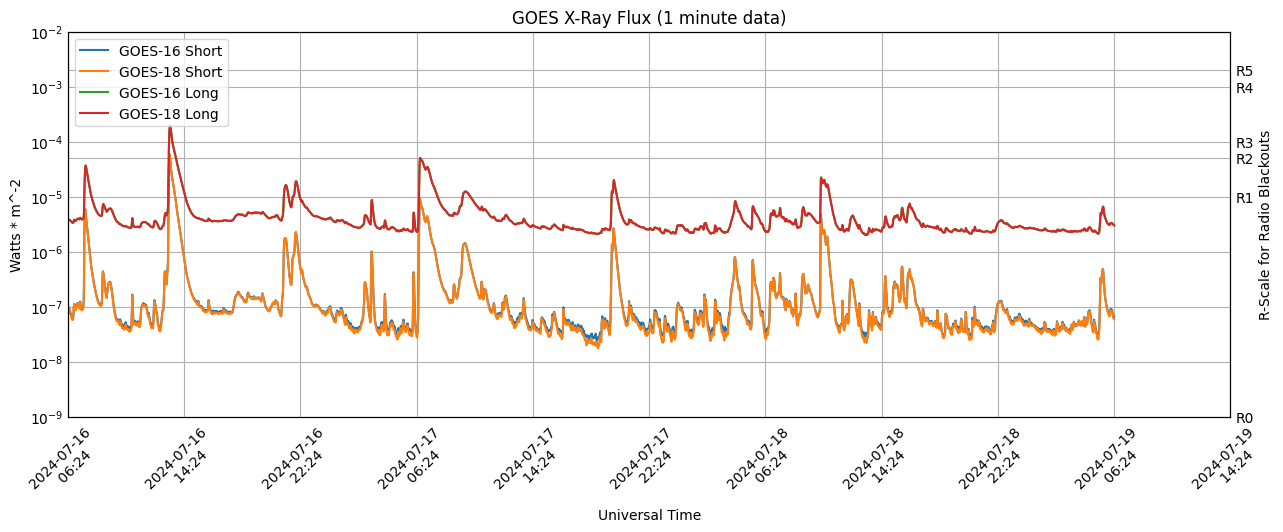 GOES X-Ray Flux (1 minute data)
GOES-16 Short
GOES-18 Short
GOES-16 Long
GOES-18 Long
Watts * m^-2
10⁻²
10⁻³
10⁻⁴
10⁻⁵
10⁻⁶
10⁻⁷
10⁻⁸
10⁻⁹
R5
R4
R3
R2
R1
R0
R-Scale for Radio Blackouts
2024-07-16
06:24
2024-07-16
14:24
2024-07-16
22:24
2024-07-17
06:24
2024-07-17
14:24
2024-07-17
22:24
2024-07-18
06:24
2024-07-18
14:24
2024-07-18
22:24
2024-07-19
06:24
2024-07-19
14:24
Universal Time